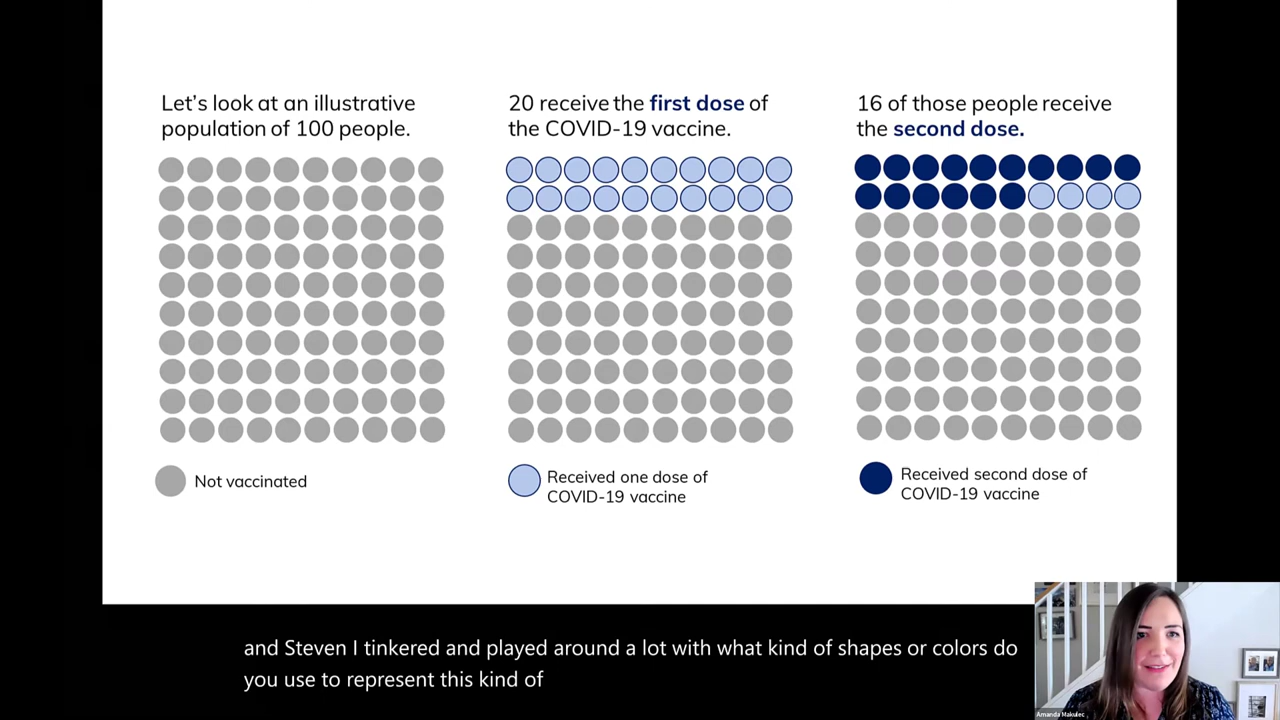 Let's look at an illustrative
population of 100 people.
20 receive the first dose of
the COVID-19 vaccine.
16 of those people receive
the second dose.
Not vaccinated
Received one dose of
COVID-19 vaccine
Received second dose of
COVID-19 vaccine
and Steven I tinkered and played around a lot with what kind of shapes or colors do
you use to represent this kind of
Amanda Makulec